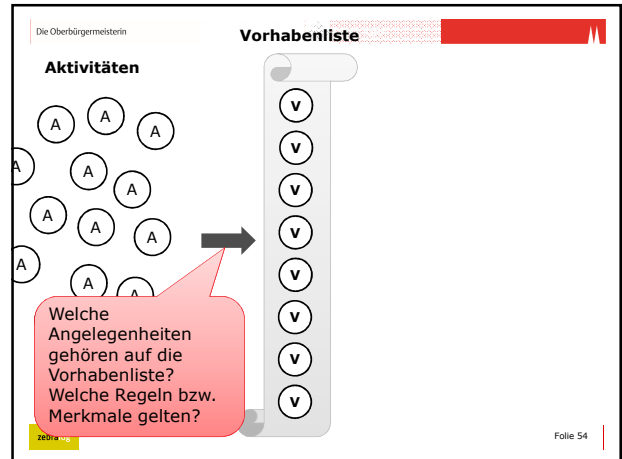 Die Oberbürgermeisterin
Vorhabenliste
Aktivitäten
A
A
A
A
A
A
A
A
A
A
A
A
V
V
V
V
V
V
V
V
Welche
Angelegenheiten
gehören auf die
Vorhabenliste?
Welche Regeln bzw.
Merkmale gelten?
Folie 54